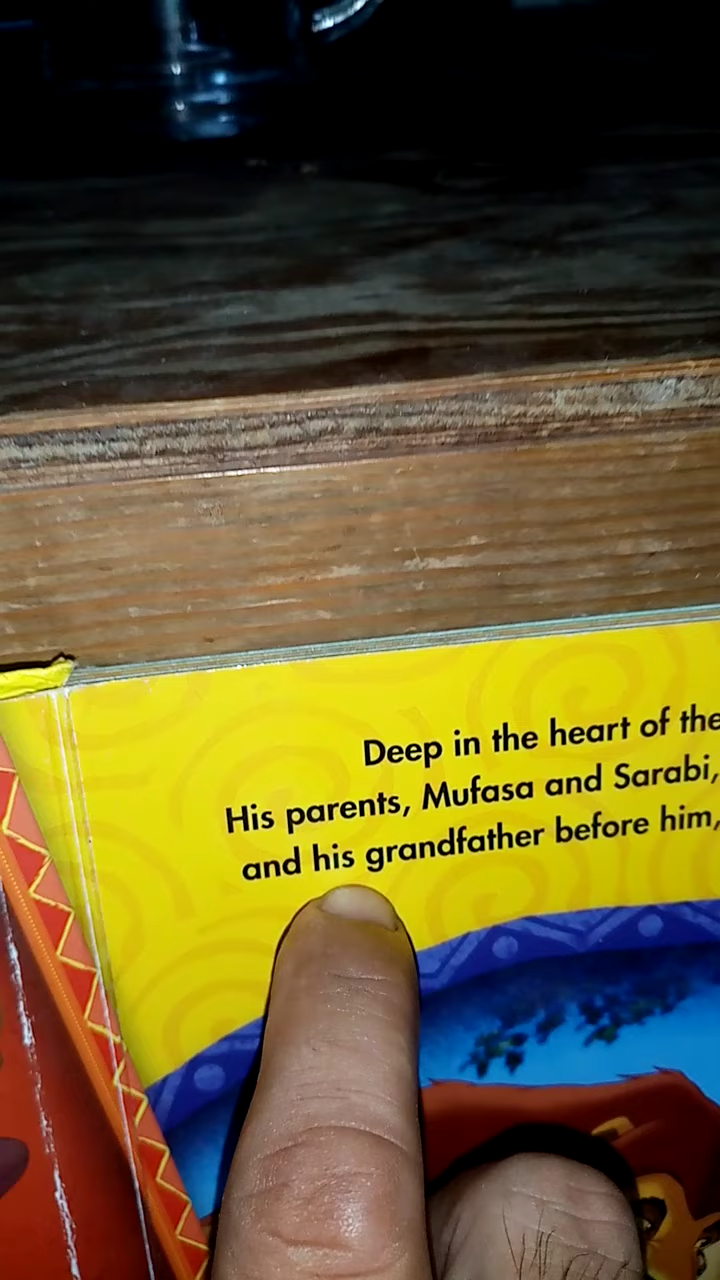 Deep in the heart of the
His parents, Mufasa and Sarabi,
and his grandfather before him,